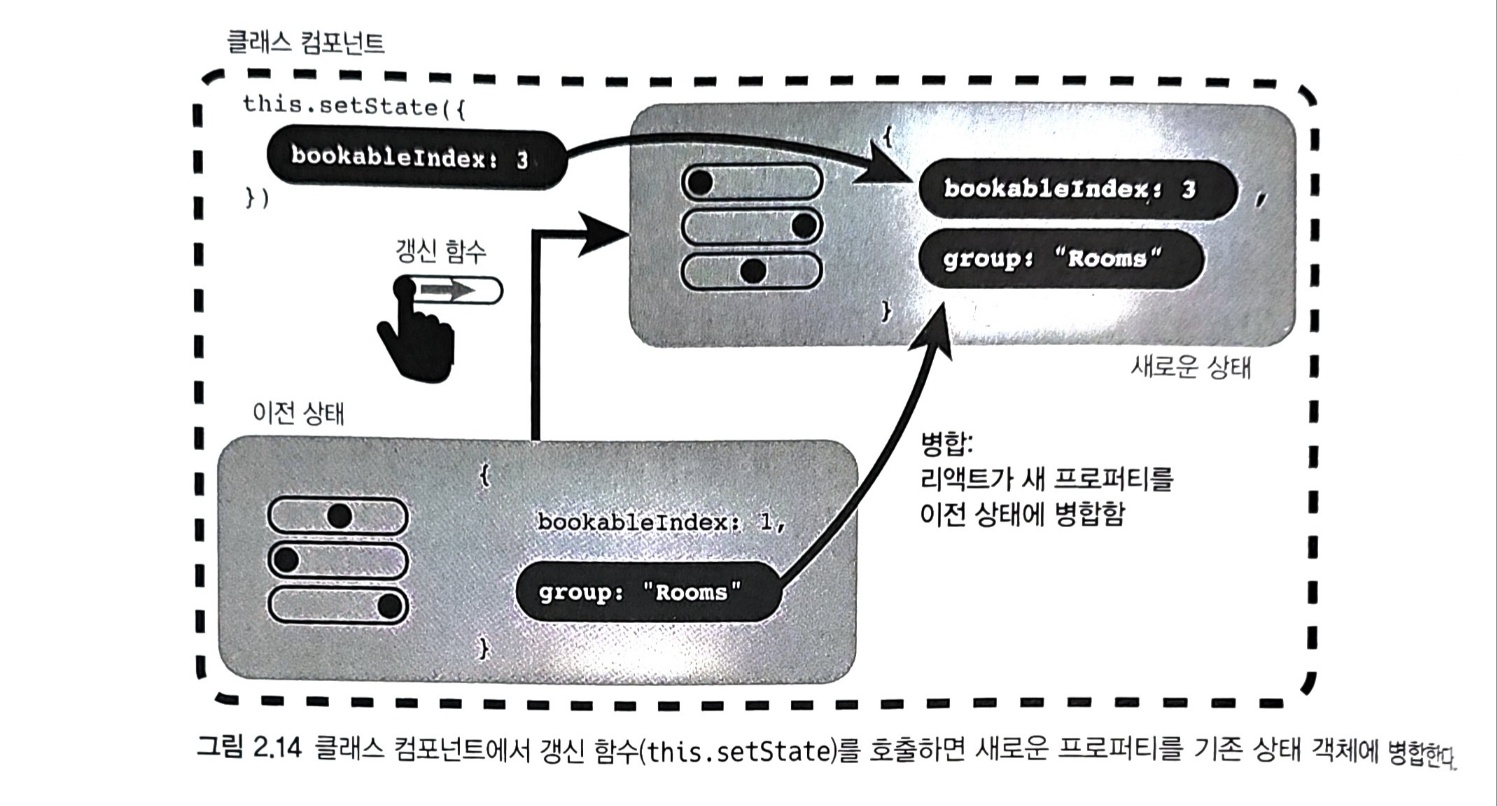 클래스 컴포넌트
this.setState({
bookableIndex: 3
})
갱신 함수
{
bookableIndex: 3 ,
group: "Rooms"
}
새로운 상태
이전 상태
{
bookableIndex: 1,
group: "Rooms"
}
병합:
리액트가 새 프로퍼티를
이전 상태에 병합함
그림 2.14 클래스 컴포넌트에서 갱신 함수(this.setState)를 호출하면 새로운 프로퍼티를 기존 상태 객체에 병합한다.